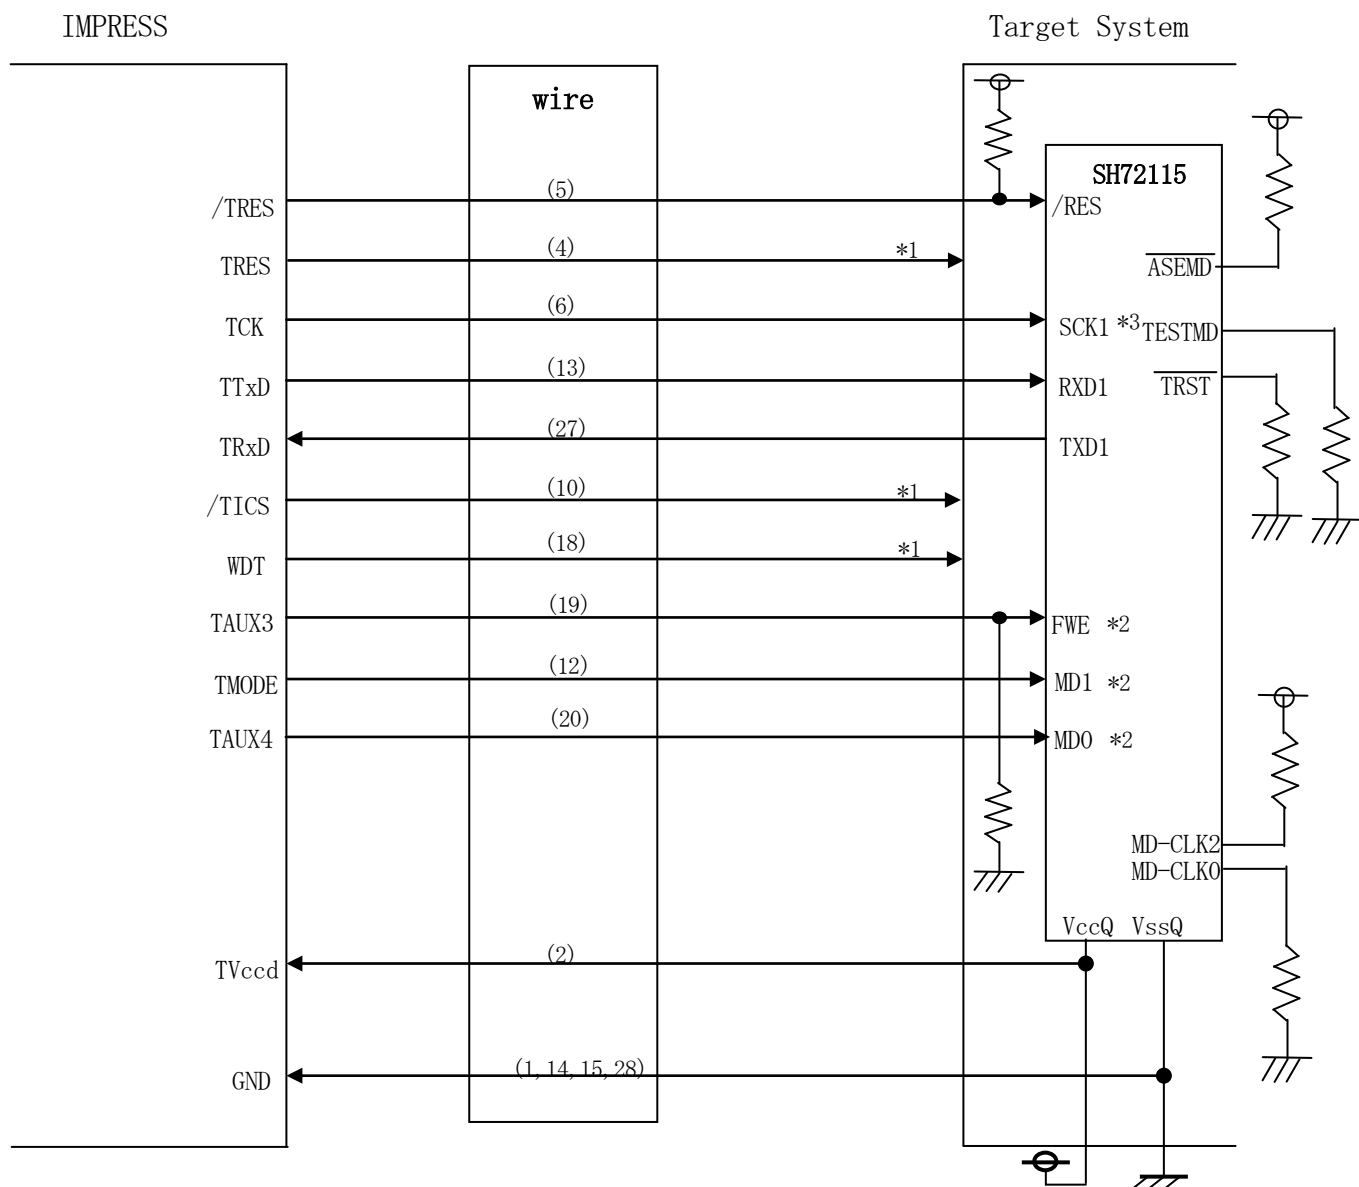 IMPRESS Target System
wire
SH72115
/TRES (5) /RES
TRES (4) *1 ASEMD
TCK (6) SCK1 *3 TESTMD
TTxD (13) RXD1 TRST
TRxD (27) TXD1
/TICS (10) *1
WDT (18) *1
TAUX3 (19) FWE *2
TMODE (12) MD1 *2
TAUX4 (20) MD0 *2
MD-CLK2
MD-CLK0
VccQ VssQ
TVccd (2)
GND (1,14,15,28)